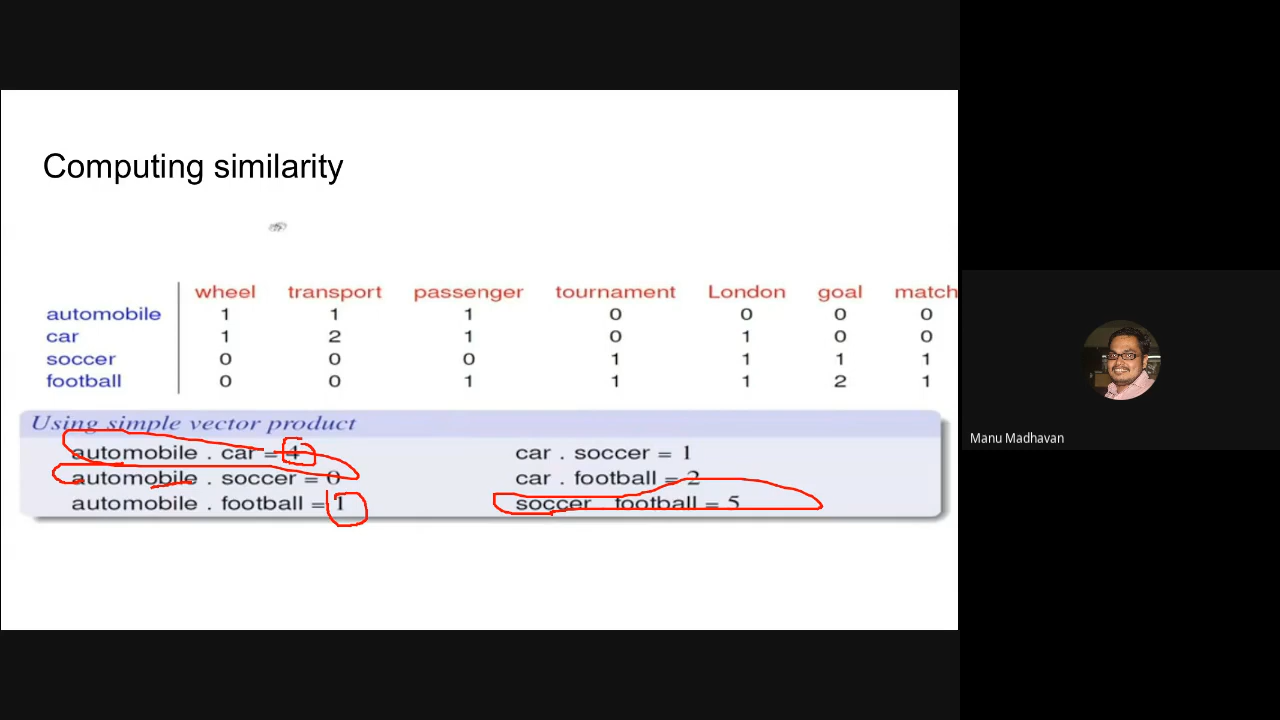 Computing similarity
wheel transport passenger tournament London goal match
automobile 1 1 1 0 0 0 0
car 1 2 1 0 1 0 0
soccer 0 0 0 1 1 1 1
football 0 0 1 1 1 2 1
Using simple vector product
automobile . car = 4 car . soccer = 1
automobile . soccer = 0 car . football = 2
automobile . football = 1 soccer . football = 5
Manu Madhavan